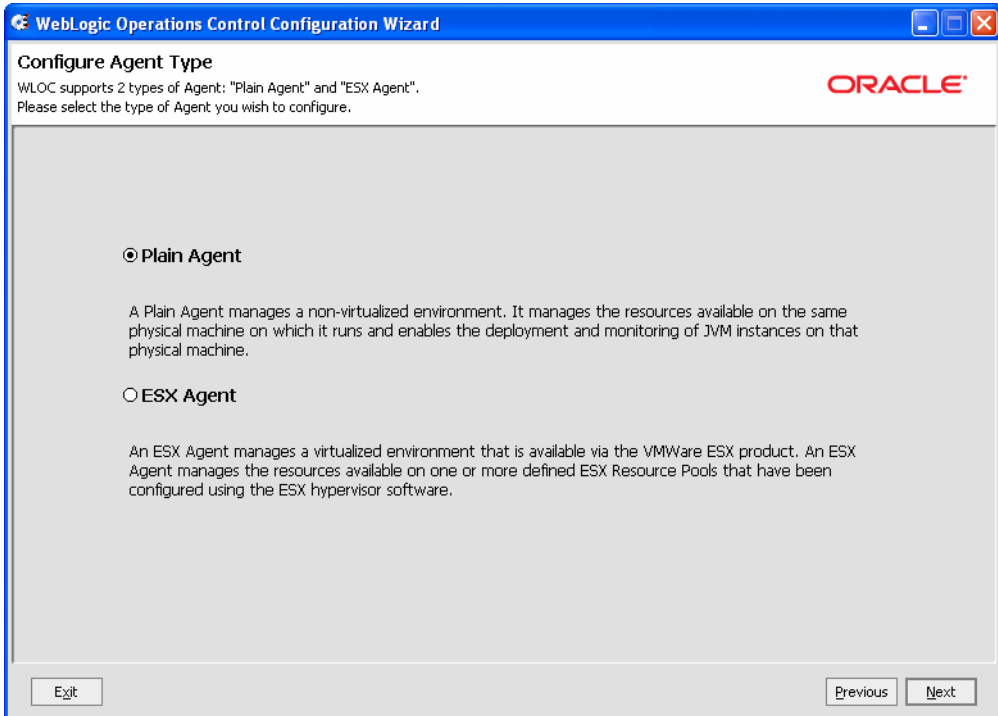 WebLogic Operations Control Configuration Wizard
Configure Agent Type
WLOC supports 2 types of Agent: "Plain Agent" and "ESX Agent".
Please select the type of Agent you wish to configure.
ORACLE
Plain Agent
A Plain Agent manages a non-virtualized environment. It manages the resources available on the same
physical machine on which it runs and enables the deployment and monitoring of JVM instances on that
physical machine.
ESX Agent
An ESX Agent manages a virtualized environment that is available via the VMWare ESX product. An ESX
Agent manages the resources available on one or more defined ESX Resource Pools that have been
configured using the ESX hypervisor software.
Exit
Previous
Next